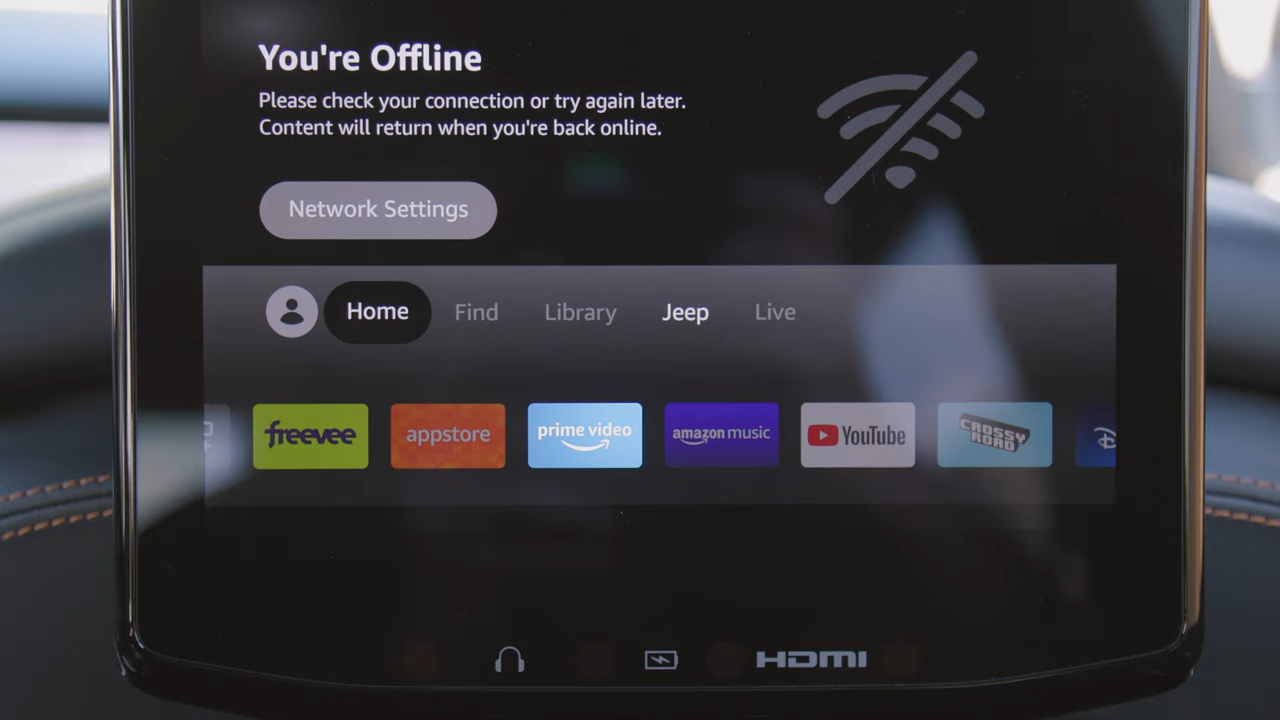 You're Offline
Please check your connection or try again later.
Content will return when you're back online.
Network Settings
Home Find Library Jeep Live
freevee appstore prime video amazon music YouTube CROSSY ROAD
HDMI